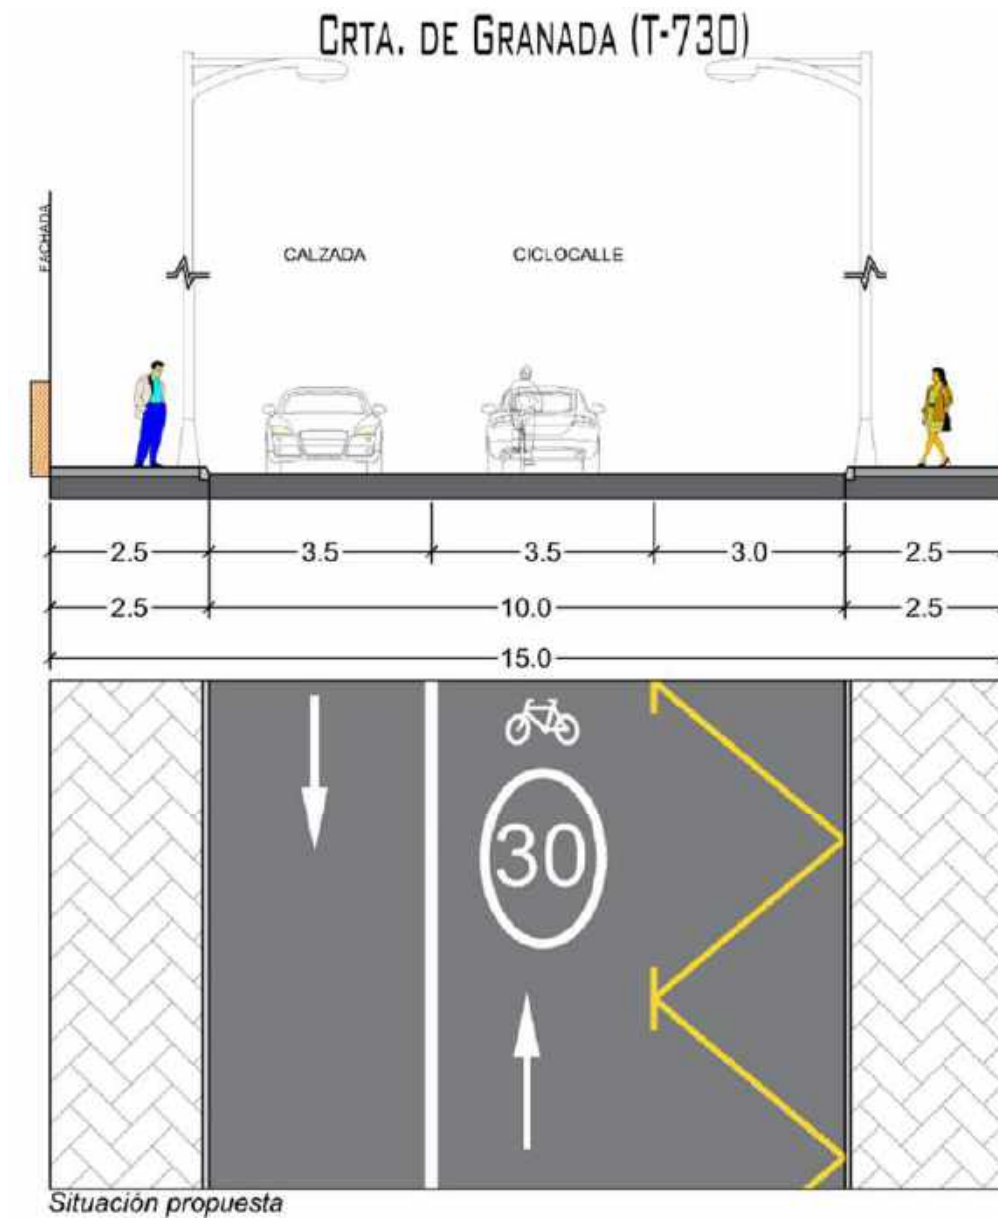 CRTA. DE GRANADA (T-730)
FACHADA
CALZADA
CICLOCALLE
2.5 3.5 3.5 3.0 2.5
2.5 10.0 2.5
15.0
30
Situación propuesta